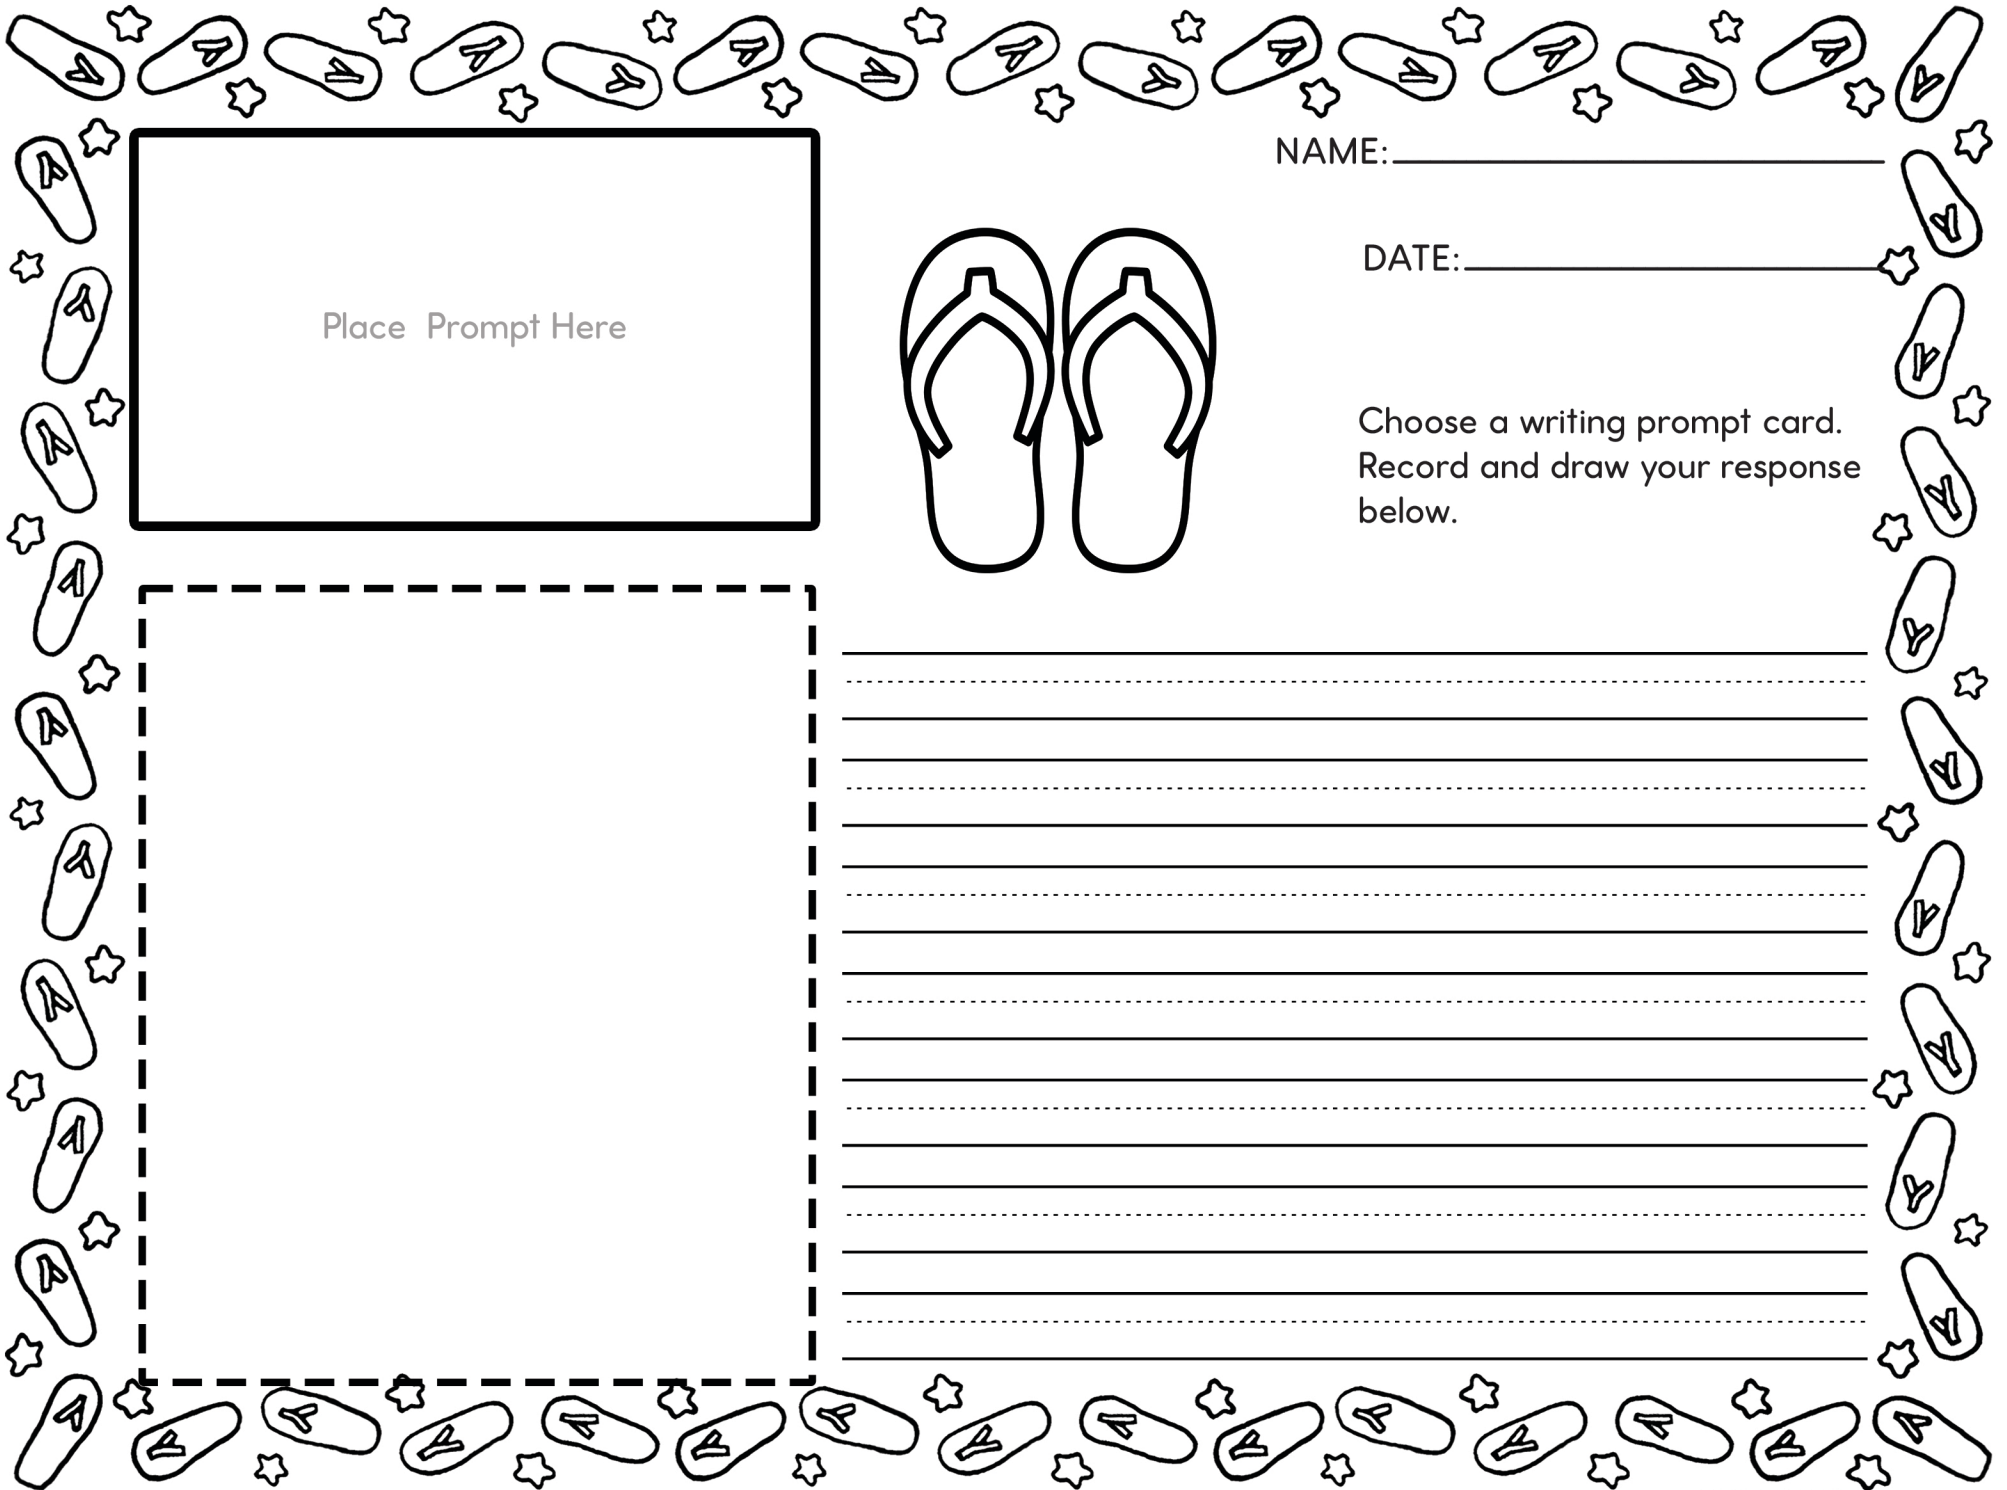 NAME:
DATE:
Place Prompt Here
Choose a writing prompt card.
Record and draw your response
below.